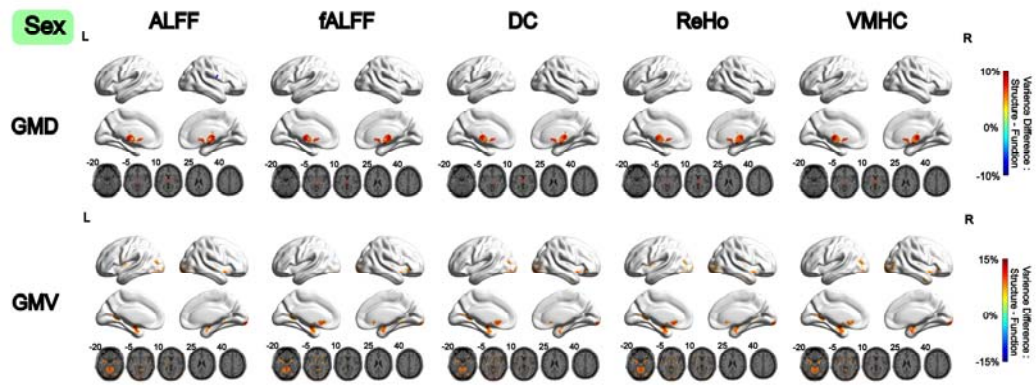 Sex ALFF fALFF DC ReHo VMHC
L R
GMD
10%
0%
-10%
Varience Difference :
Structure - Function
-20 -5 10 25 40 -20 -5 10 25 40 -20 -5 10 25 40 -20 -5 10 25 40 -20 -5 10 25 40
L R
GMV
15%
0%
-15%
Varience Difference :
Structure - Function
-20 -5 10 25 40 -20 -5 10 25 40 -20 -5 10 25 40 -20 -5 10 25 40 -20 -5 10 25 40